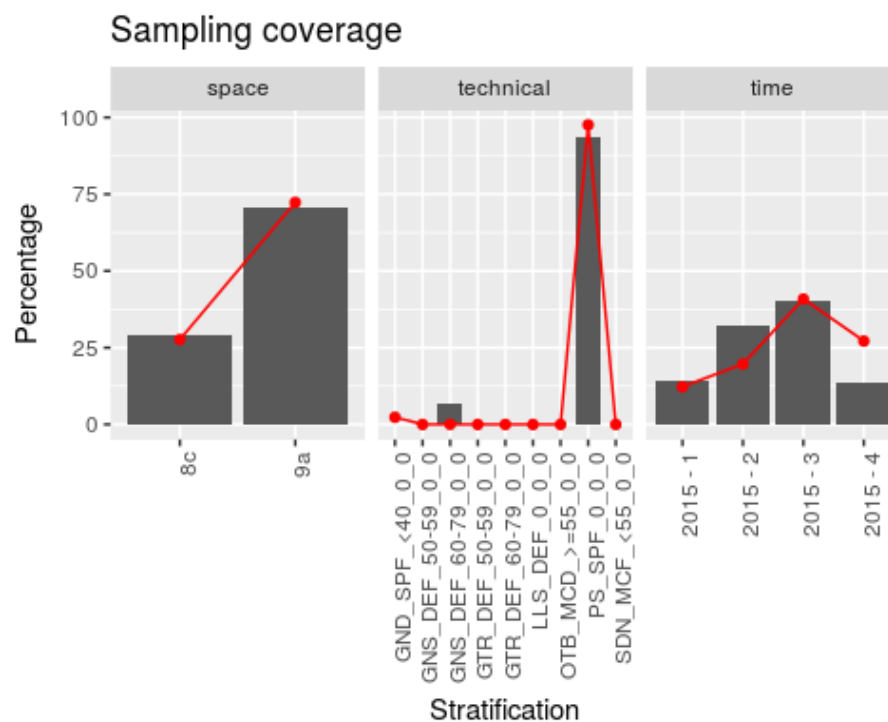 Sampling coverage
space
technical
time
Percentage
100
75
50
25
0
8c
9a
GND_SPF_<40_0_0
GNS_DEF_50-59_0_0
GNS_DEF_60-79_0_0
GTR_DEF_50-59_0_0
GTR_DEF_60-79_0_0
LLS_DEF_0_0_0
OTB_MCD_>=55_0_0
PS_SPF_0_0_0
SDN_MCF_<55_0_0
2015 - 1
2015 - 2
2015 - 3
2015 - 4
Stratification